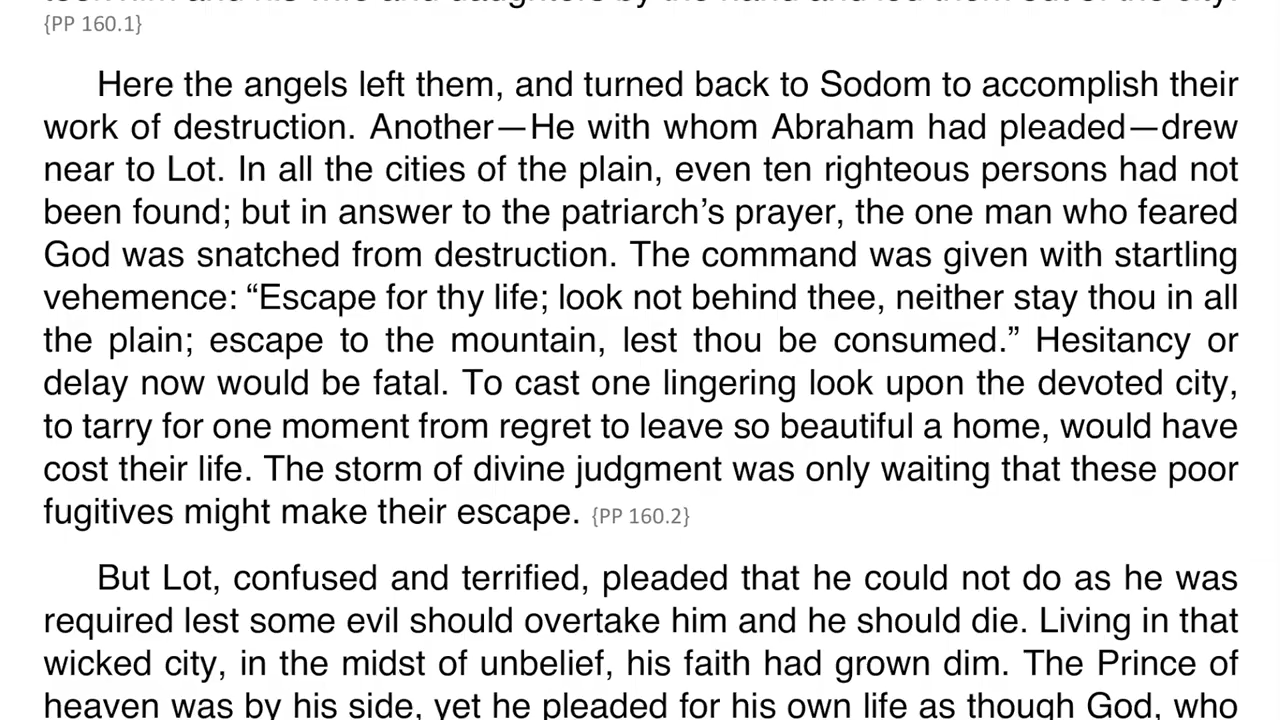 {PP 160.1}
Here the angels left them, and turned back to Sodom to accomplish their
work of destruction. Another—He with whom Abraham had pleaded—drew
near to Lot. In all the cities of the plain, even ten righteous persons had not
been found; but in answer to the patriarch’s prayer, the one man who feared
God was snatched from destruction. The command was given with startling
vehemence: “Escape for thy life; look not behind thee, neither stay thou in all
the plain; escape to the mountain, lest thou be consumed.” Hesitancy or
delay now would be fatal. To cast one lingering look upon the devoted city,
to tarry for one moment from regret to leave so beautiful a home, would have
cost their life. The storm of divine judgment was only waiting that these poor
fugitives might make their escape. {PP 160.2}
But Lot, confused and terrified, pleaded that he could not do as he was
required lest some evil should overtake him and he should die. Living in that
wicked city, in the midst of unbelief, his faith had grown dim. The Prince of
heaven was by his side, yet he pleaded for his own life as though God, who